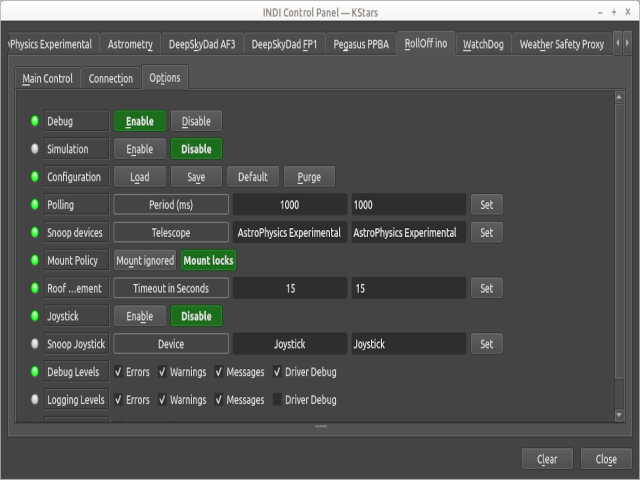 INDI Control Panel — KStars
Physics Experimental Astrometry DeepSkyDad AF3 DeepSkyDad FP1 Pegasus PPBA RollOff ino WatchDog Weather Safety Proxy
Main Control Connection Options
Debug Enable Disable
Simulation Enable Disable
Configuration Load Save Default Purge
Polling Period (ms) 1000 1000 Set
Snoop devices Telescope AstroPhysics Experimental AstroPhysics Experimental Set
Mount Policy Mount ignored Mount locks
Roof ...ement Timeout in Seconds 15 15 Set
Joystick Enable Disable
Snoop Joystick Device Joystick Joystick Set
Debug Levels Errors Warnings Messages Driver Debug
Logging Levels Errors Warnings Messages Driver Debug
Clear Close